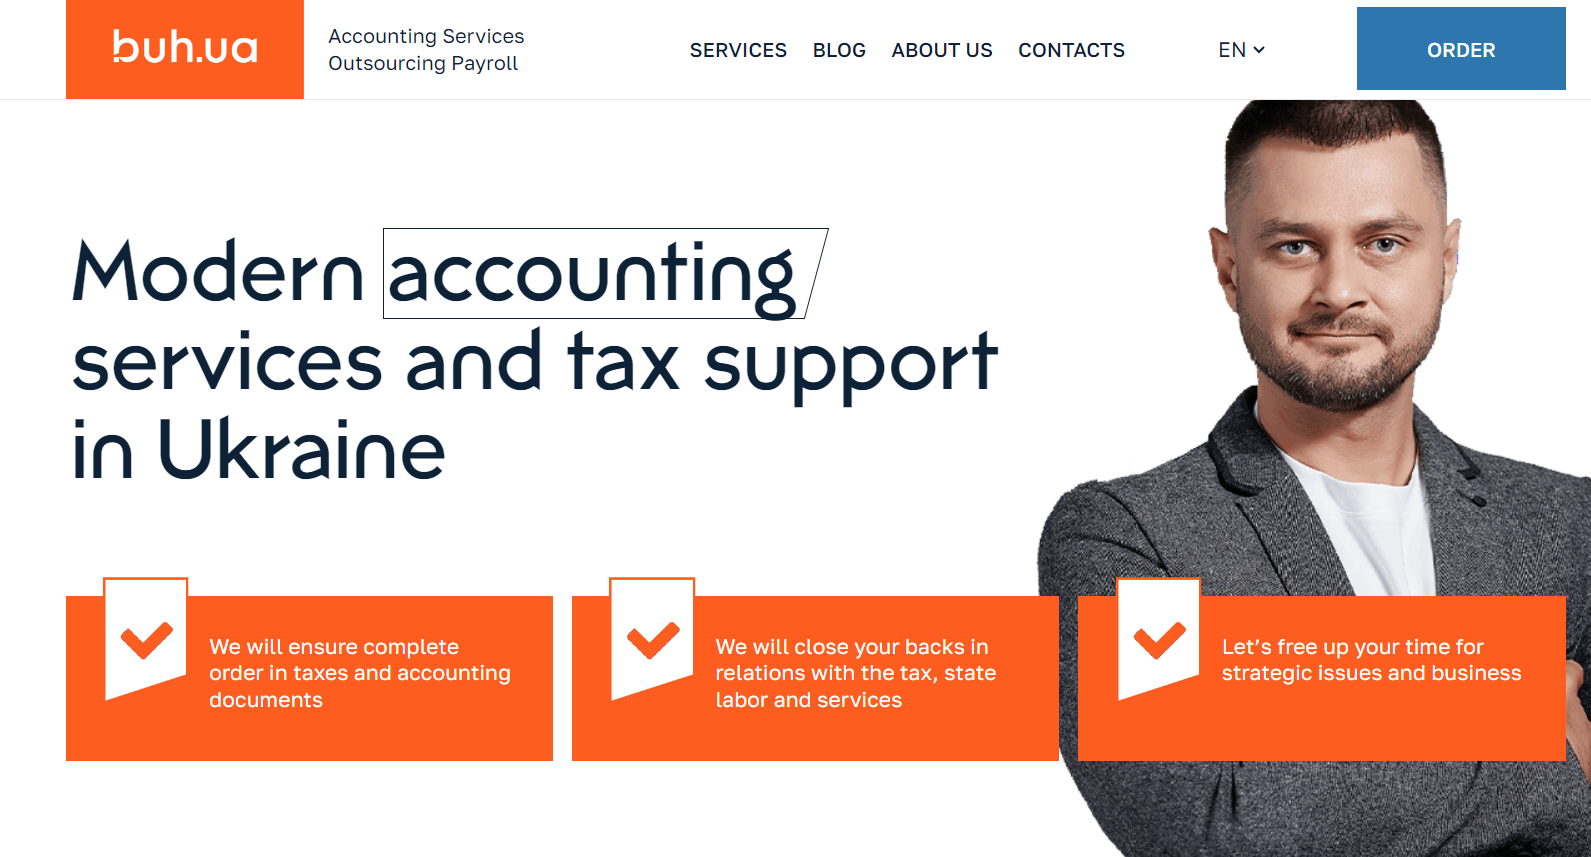 buh.ua
Accounting Services
Outsourcing Payroll
SERVICES
BLOG
ABOUT US
CONTACTS
EN
ORDER
Modern accounting
services and tax support
in Ukraine
We will ensure complete
order in taxes and accounting
documents
We will close your backs in
relations with the tax, state
labor and services
Let’s free up your time for
strategic issues and business